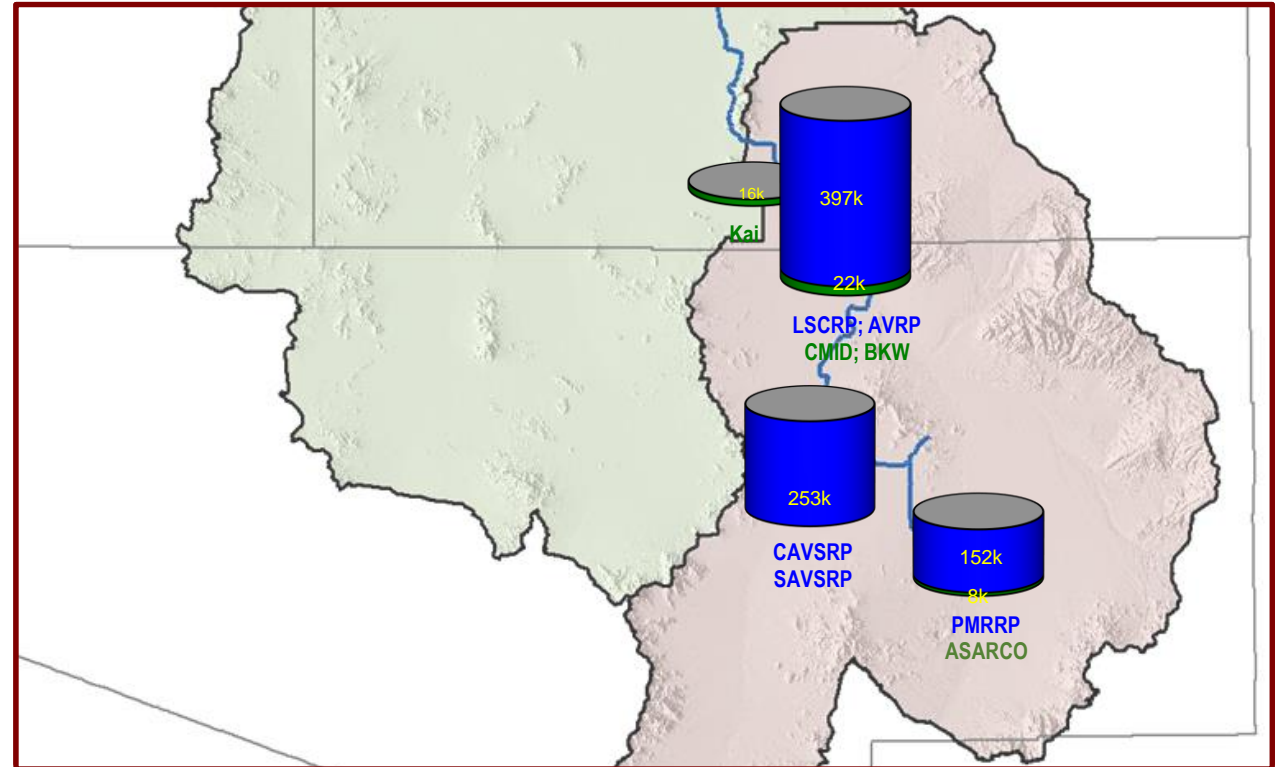 16k
Kai
397k
22k
LSCRP; AVRP
CMID; BKW
253k
CAVSRP
SAVSRP
152k
8k
PMRRP
ASARCO